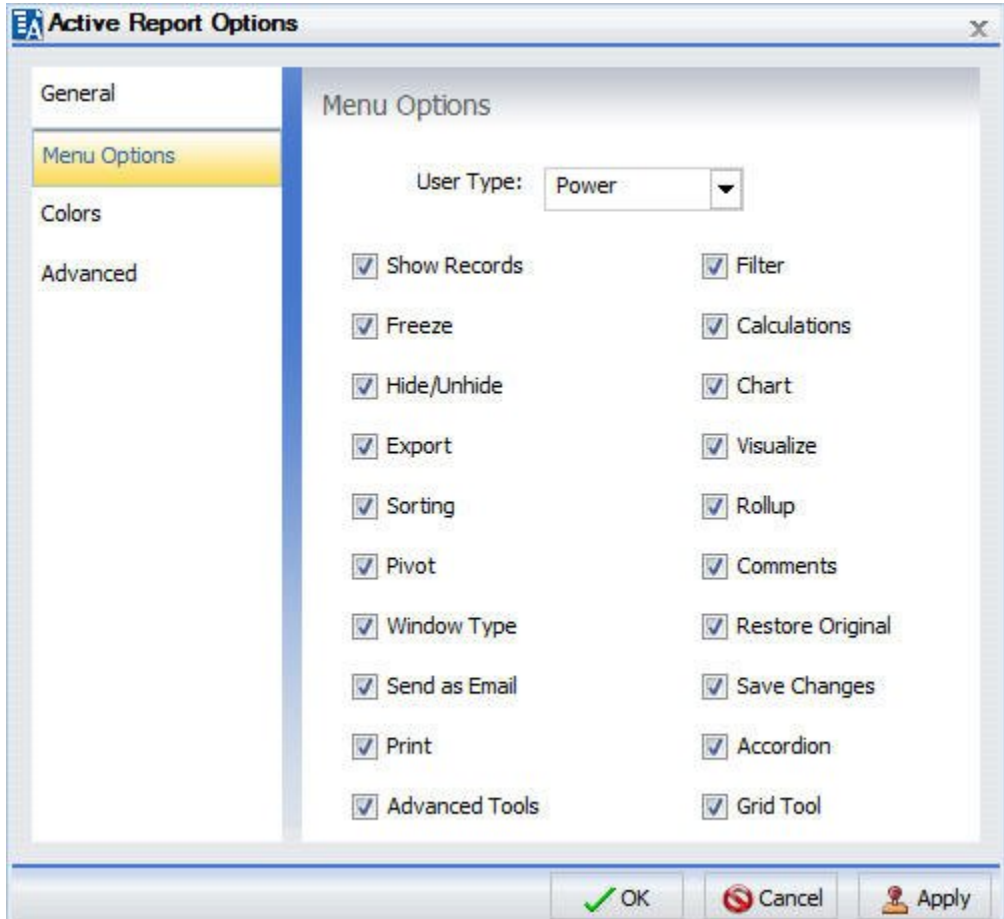 Active Report Options
General
Menu Options
Colors
Advanced
Menu Options
User Type: Power
Show Records Filter
Freeze Calculations
Hide/Unhide Chart
Export Visualize
Sorting Rollup
Pivot Comments
Window Type Restore Original
Send as Email Save Changes
Print Accordion
Advanced Tools Grid Tool
OK Cancel Apply